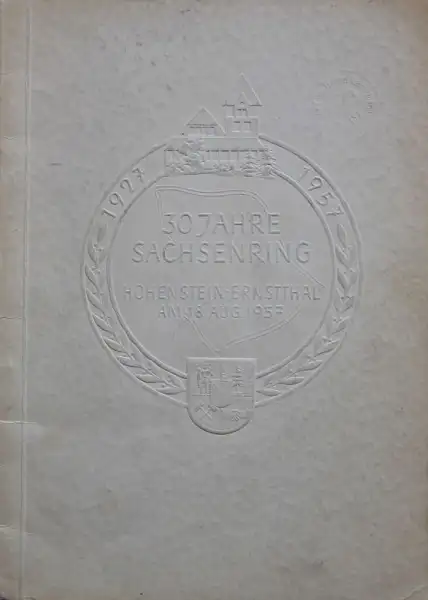 1927 1957
30 JAHRE
SACHSENRING
HOHENSTEIN-ERNSTTHAL
AM 18 AUG 1957